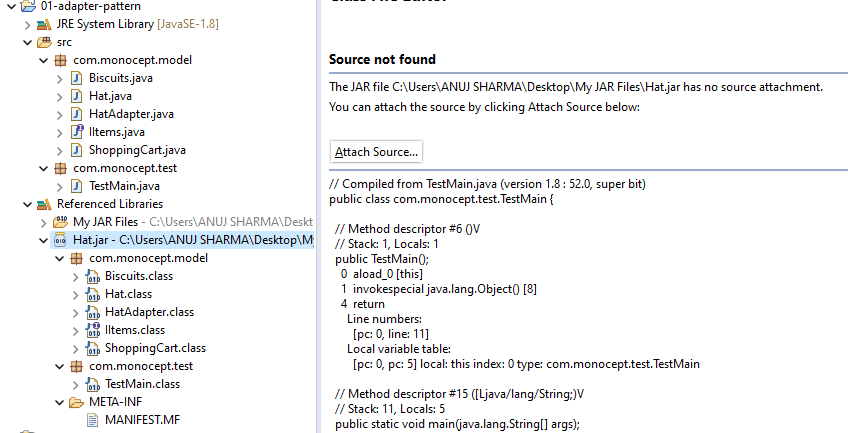 01-adapter-pattern
JRE System Library [JavaSE-1.8]
src
com.monocept.model
Biscuits.java
Hat.java
HatAdapter.java
IItems.java
ShoppingCart.java
com.monocept.test
TestMain.java
Referenced Libraries
My JAR Files - C:\Users\ANUJ SHARMA\Deskt
Hat.jar - C:\Users\ANUJ SHARMA\Desktop\My
com.monocept.model
Biscuits.class
Hat.class
HatAdapter.class
IItems.class
ShoppingCart.class
com.monocept.test
TestMain.class
META-INF
MANIFEST.MF
Class File Editor
Source not found
The JAR file C:\Users\ANUJ SHARMA\Desktop\My JAR Files\Hat.jar has no source attachment.
You can attach the source by clicking Attach Source below:
Attach Source...
// Compiled from TestMain.java (version 1.8 : 52.0, super bit)
public class com.monocept.test.TestMain {
// Method descriptor #6 ()V
// Stack: 1, Locals: 1
public TestMain();
0 aload_0 [this]
1 invokespecial java.lang.Object() [8]
4 return
Line numbers:
[pc: 0, line: 11]
Local variable table:
[pc: 0, pc: 5] local: this index: 0 type: com.monocept.test.TestMain
// Method descriptor #15 ([Ljava/lang/String;)V
// Stack: 11, Locals: 5
public static void main(java.lang.String[] args);